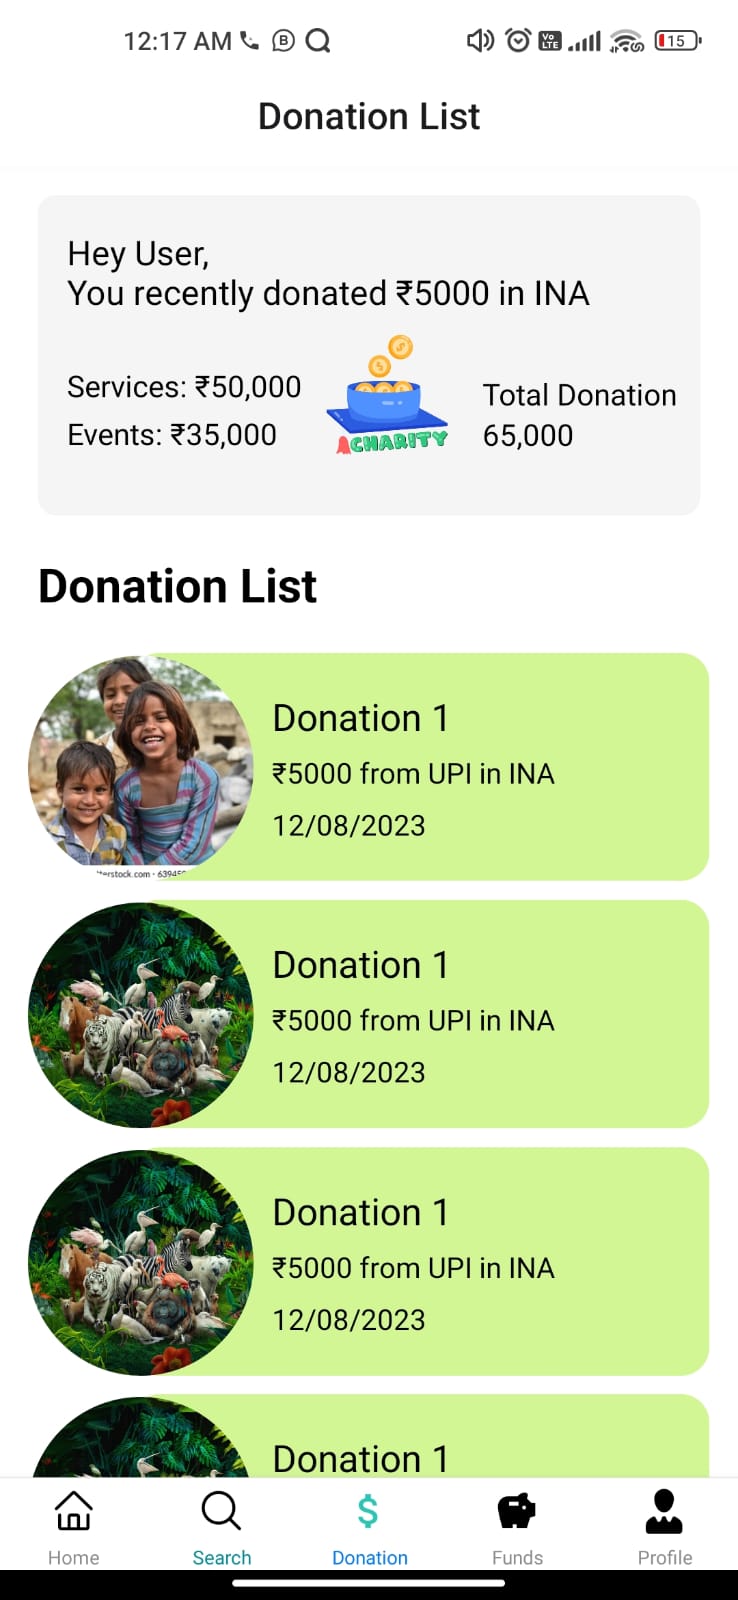 12:17 AM
Vo LTE
15
Donation List
Hey User,
You recently donated ₹5000 in INA
Services: ₹50,000
Events: ₹35,000
CHARITY
Total Donation
65,000
Donation List
Donation 1
₹5000 from UPI in INA
12/08/2023
Donation 1
₹5000 from UPI in INA
12/08/2023
Donation 1
₹5000 from UPI in INA
12/08/2023
Donation 1
Home
Search
Donation
Funds
Profile